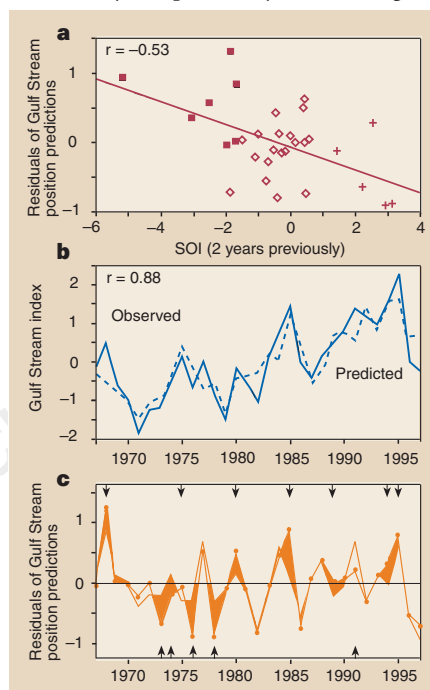 a
r = –0.53
Residuals of Gulf Stream
position predictions
1
0
–1
–6 –4 –2 0 2 4
SOI (2 years previously)
b
r = 0.88
Gulf Stream index
2
1
0
–1
–2
Observed
Predicted
1970 1975 1980 1985 1990 1995
c
Residuals of Gulf Stream
position predictions
1
0
–1
1970 1975 1980 1985 1990 1995